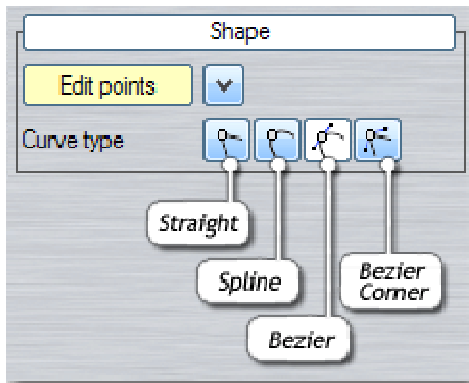 Shape
Edit points
Curve type
Straight
Spline
Bezier
Bezier
Corner